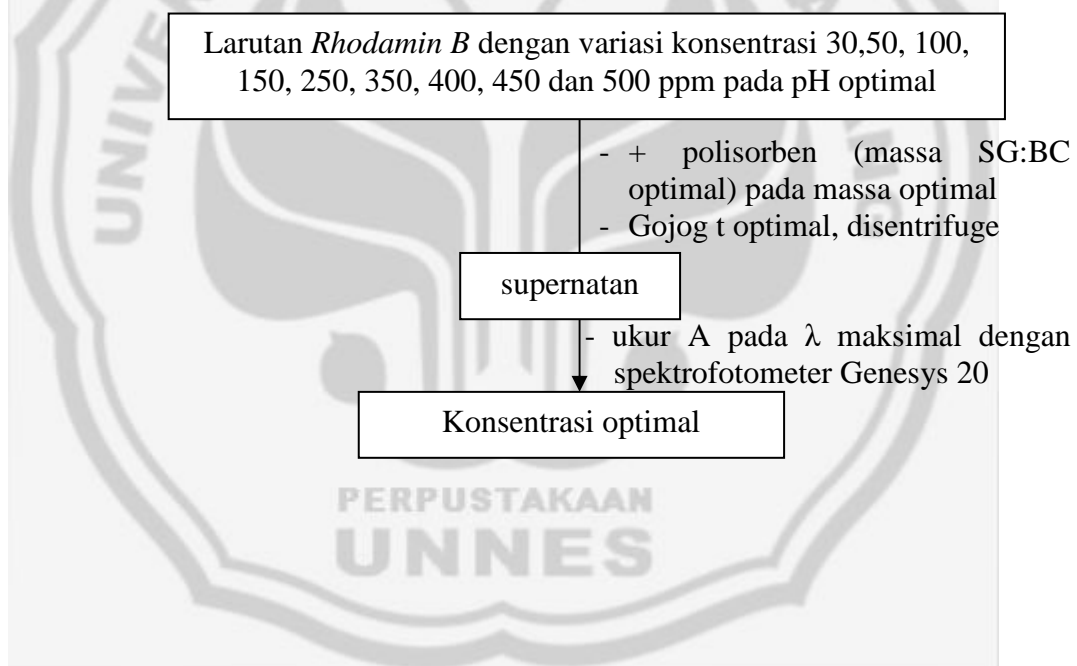 Larutan Rhodamin B dengan variasi konsentrasi 30,50, 100,
150, 250, 350, 400, 450 dan 500 ppm pada pH optimal
- + polisorben (massa SG:BC
optimal) pada massa optimal
- Gojog t optimal, disentrifuge
supernatan
- ukur A pada λ maksimal dengan
spektrofotometer Genesys 20
Konsentrasi optimal
PERPUSTAKAAN
UNNES